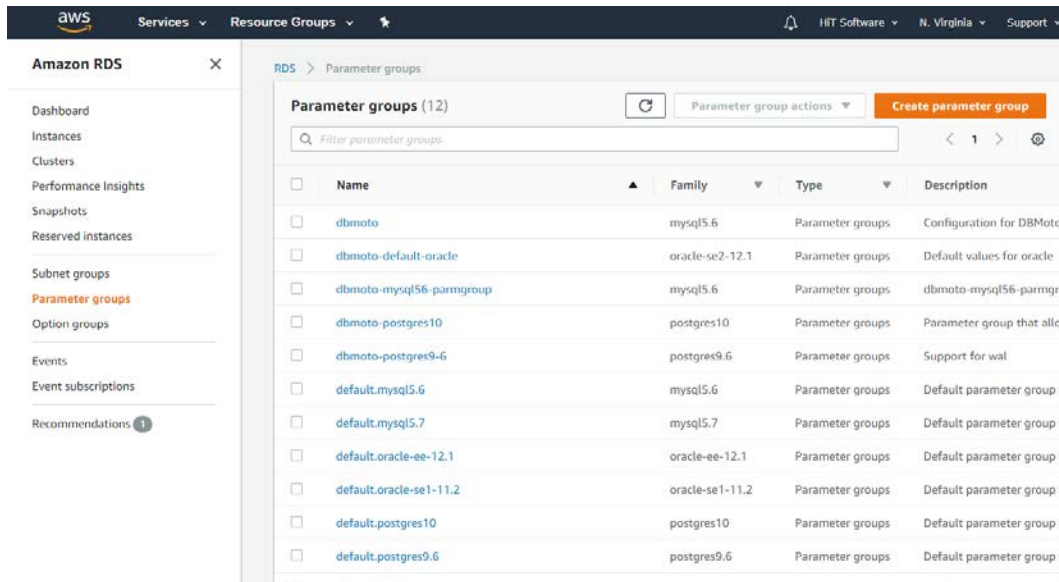 aws Services Resource Groups HiT Software N. Virginia Support
Amazon RDS
Dashboard
Instances
Clusters
Performance Insights
Snapshots
Reserved instances
Subnet groups
Parameter groups
Option groups
Events
Event subscriptions
Recommendations 1
RDS > Parameter groups
Parameter groups (12) Parameter group actions Create parameter group
Filter parameter groups < 1 >
Name Family Type Description
dbmoto mysql5.6 Parameter groups Configuration for DBMoto
dbmoto-default-oracle oracle-se2-12.1 Parameter groups Default values for oracle
dbmoto-mysql56-parmgroup mysql5.6 Parameter groups dbmoto-mysql56-parmgr
dbmoto-postgres10 postgres10 Parameter groups Parameter group that allo
dbmoto-postgres9-6 postgres9.6 Parameter groups Support for wal
default.mysql5.6 mysql5.6 Parameter groups Default parameter group
default.mysql5.7 mysql5.7 Parameter groups Default parameter group
default.oracle-ee-12.1 oracle-ee-12.1 Parameter groups Default parameter group
default.oracle-se1-11.2 oracle-se1-11.2 Parameter groups Default parameter group
default.postgres10 postgres10 Parameter groups Default parameter group
default.postgres9.6 postgres9.6 Parameter groups Default parameter group